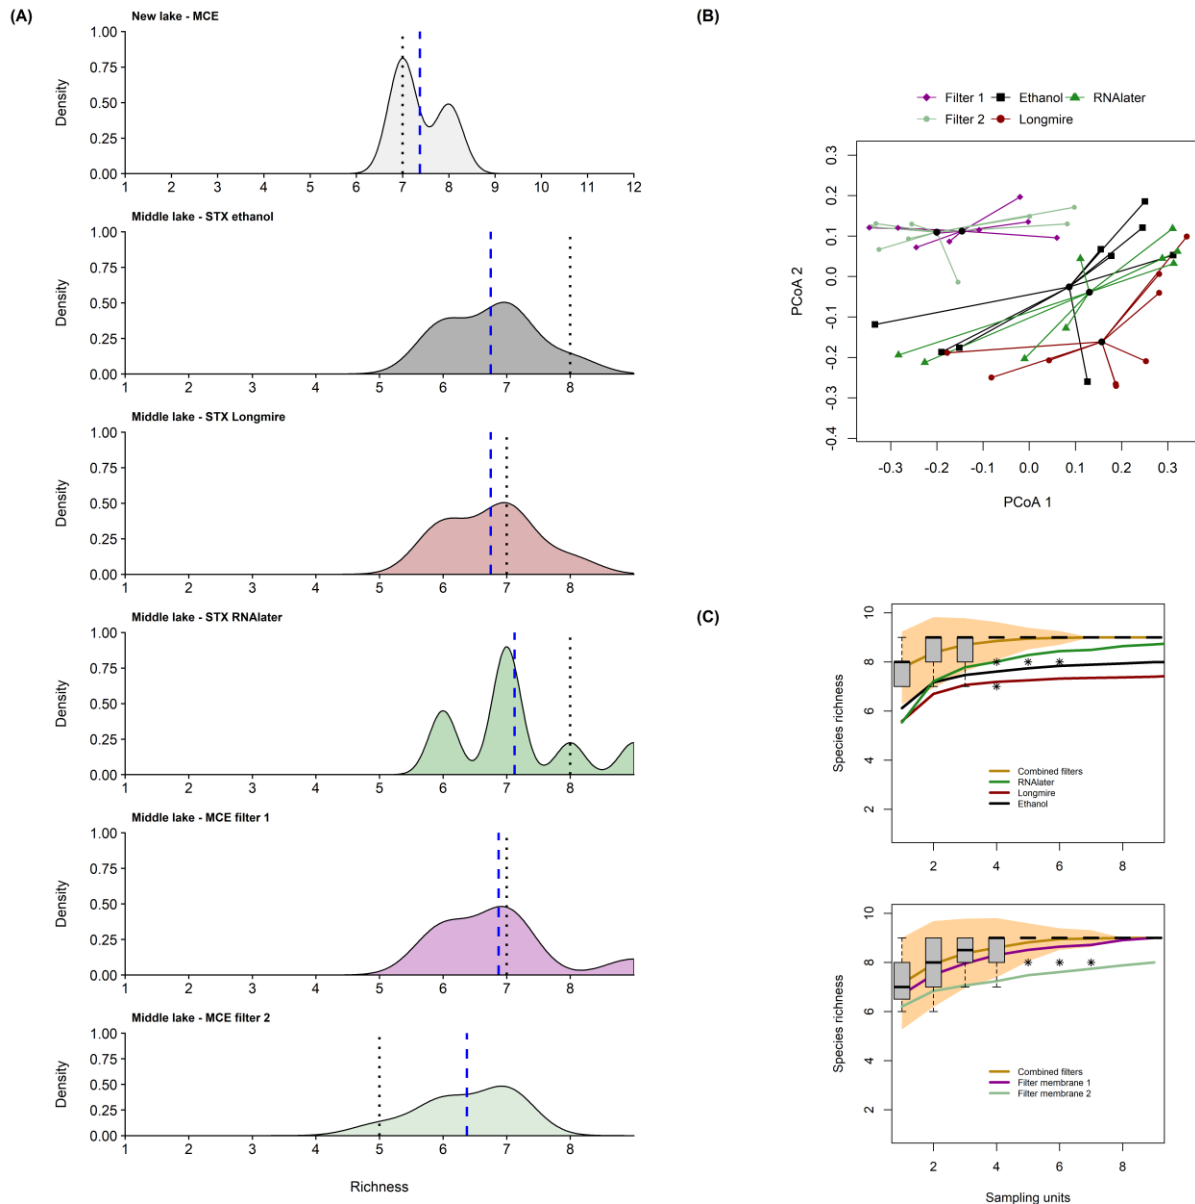 (A)
New lake - MCE
Density
1.00
0.75
0.50
0.25
0.00
1 2 3 4 5 6 7 8 9 10 11 12
Middle lake - STX ethanol
Density
1.00
0.75
0.50
0.25
0.00
1 2 3 4 5 6 7 8
Middle lake - STX Longmire
Density
1.00
0.75
0.50
0.25
0.00
1 2 3 4 5 6 7 8
Middle lake - STX RNAlater
Density
1.00
0.75
0.50
0.25
0.00
1 2 3 4 5 6 7 8
Middle lake - MCE filter 1
Density
1.00
0.75
0.50
0.25
0.00
1 2 3 4 5 6 7 8
Middle lake - MCE filter 2
Density
1.00
0.75
0.50
0.25
0.00
1 2 3 4 5 6 7 8
Richness
(B)
Filter 1 Ethanol RNAlater
Filter 2 Longmire
PCoA 2
0.3
0.2
0.1
0.0
-0.1
-0.2
-0.3
-0.4
-0.3 -0.2 -0.1 0.0 0.1 0.2 0.3
PCoA 1
(C)
Species richness
10
8
6
4
2
Combined filters
RNAlater
Longmire
Ethanol
2 4 6 8
Species richness
10
8
6
4
2
Combined filters
Filter membrane 1
Filter membrane 2
2 4 6 8
Sampling units